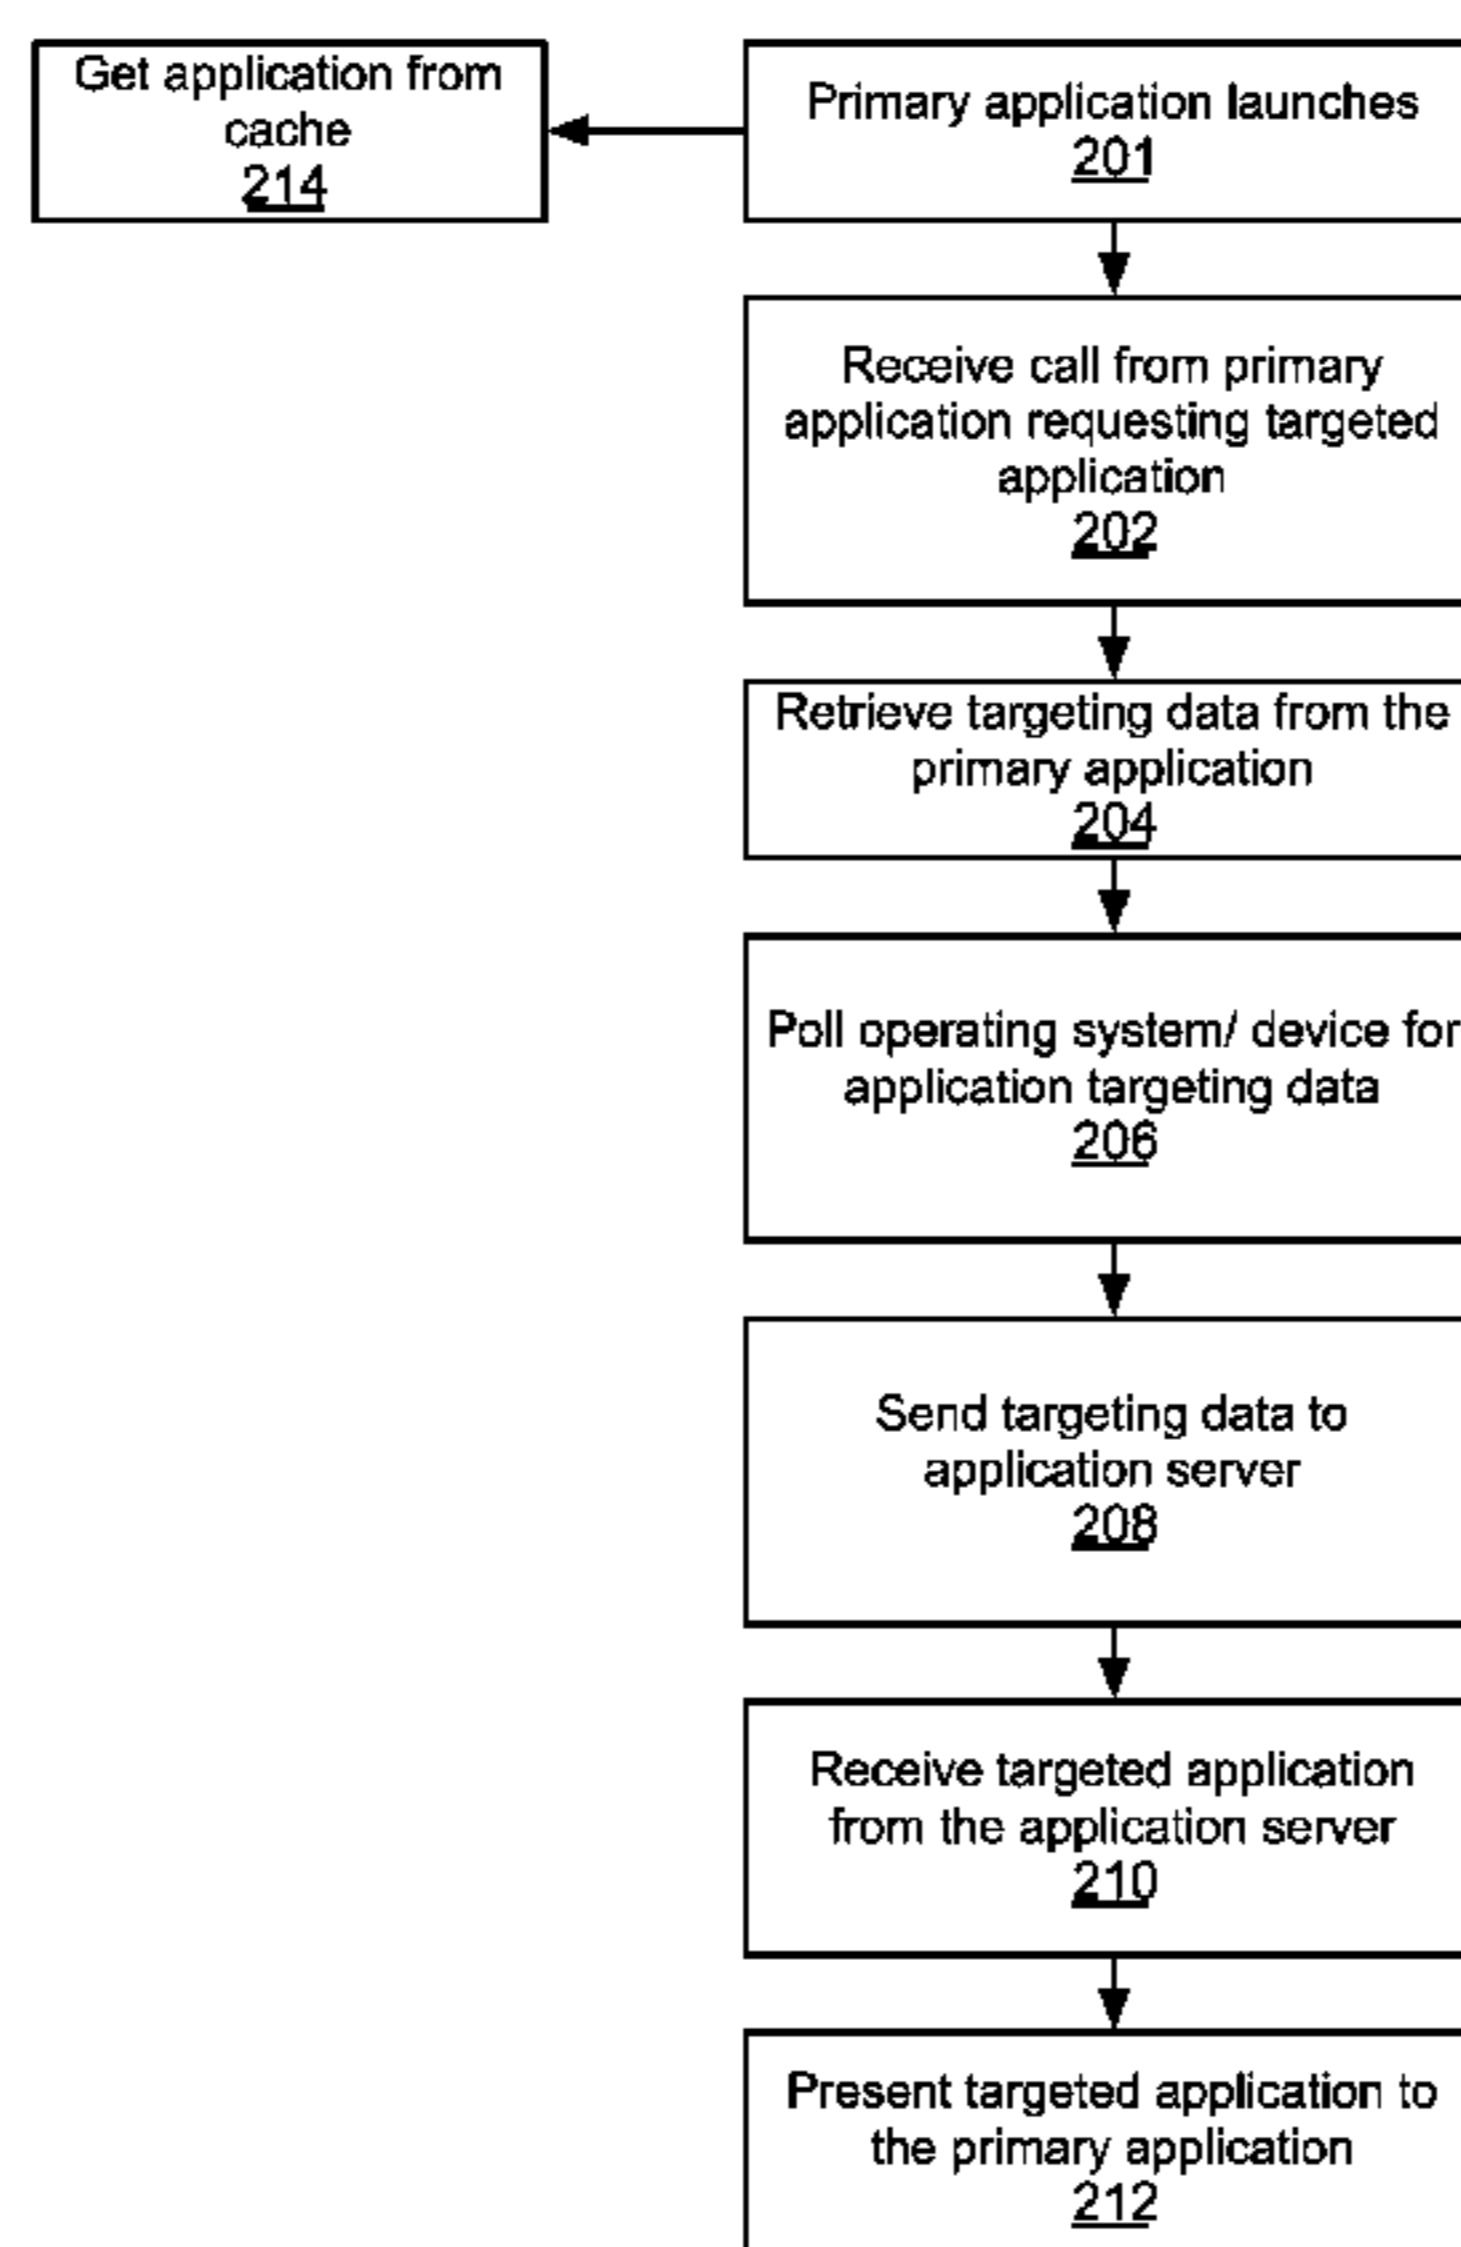 Get application from
cache
214
Primary application launches
201
Receive call from primary
application requesting targeted
application
202
Retrieve targeting data from the
primary application
204
Poll operating system/ device for
application targeting data
206
Send targeting data to
application server
208
Receive targeted application
from the application server
210
Present targeted application to
the primary application
212